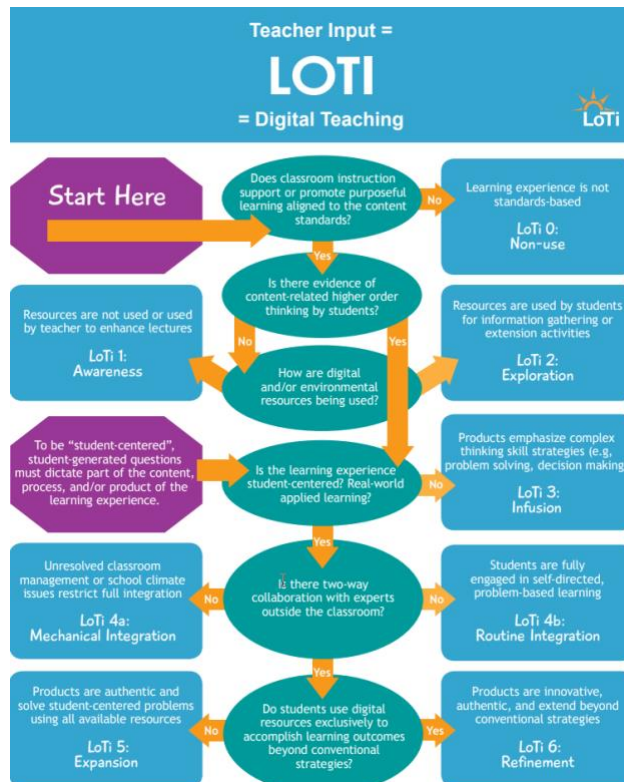 Teacher Input =
LOTI
= Digital Teaching
LoTi
Start Here
Does classroom instruction
support or promote purposeful
learning aligned to the content
standards?
No
Learning experience is not
standards-based
LoTi 0:
Non-use
Yes
Is there evidence of
content-related higher order
thinking by students?
No
Yes
Resources are not used or used
by teacher to enhance lectures
LoTi 1:
Awareness
How are digital
and/or environmental
resources being used?
Resources are used by students
for information gathering or
extension activities
LoTi 2:
Exploration
To be “student-centered”,
student-generated questions
must dictate part of the content,
process, and/or product of the
learning experience.
Is the learning experience
student-centered? Real-world
applied learning?
No
Products emphasize complex
thinking skill strategies (e.g,
problem solving, decision making
LoTi 3:
Infusion
Yes
Unresolved classroom
management or school climate
issues restrict full integration
LoTi 4a:
Mechanical Integration
No
Is there two-way
collaboration with experts
outside the classroom?
No
Students are fully
engaged in self-directed,
problem-based learning
LoTi 4b:
Routine Integration
Yes
Products are authentic and
solve student-centered problems
using all available resources
LoTi 5:
Expansion
No
Do students use digital
resources exclusively to
accomplish learning outcomes
beyond conventional
strategies?
Yes
Products are innovative,
authentic, and extend beyond
conventional strategies
LoTi 6:
Refinement